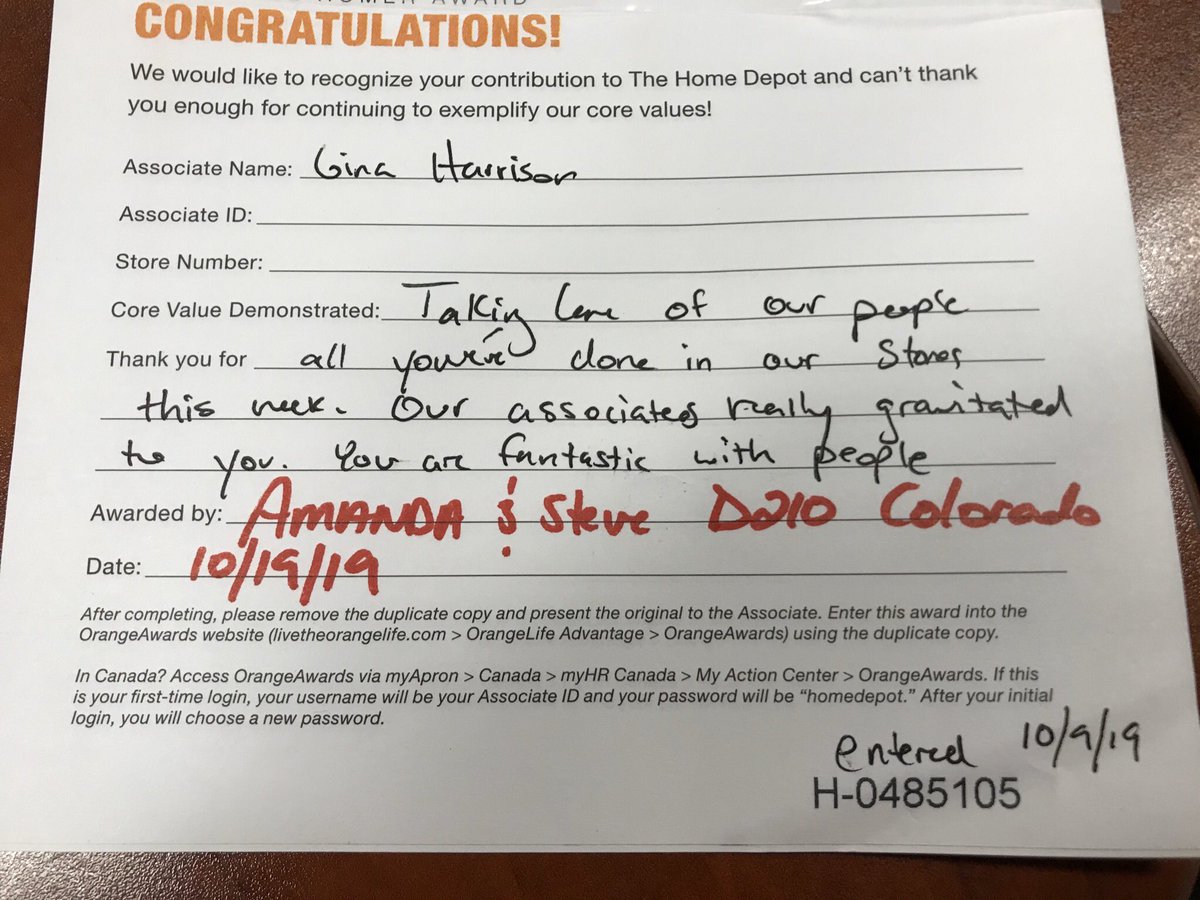 HOMER AWARD
CONGRATULATIONS!
We would like to recognize your contribution to The Home Depot and can't thank
you enough for continuing to exemplify our core values!
Associate Name: Gina Harrison
Associate ID:
Store Number:
Core Value Demonstrated: Taking Care of our people
Thank you for all you've done in our Stores
this week. Our associates really gravitated
to you. You are fantastic with people
Awarded by: AMANDA & Steve D210 Colorado
Date: 10/19/19
After completing, please remove the duplicate copy and present the original to the Associate. Enter this award into the
OrangeAwards website (livetheorangelife.com > OrangeLife Advantage > OrangeAwards) using the duplicate copy.
In Canada? Access OrangeAwards via myApron > Canada > myHR Canada > My Action Center > OrangeAwards. If this
is your first-time login, your username will be your Associate ID and your password will be "homedepot." After your initial
login, you will choose a new password.
entered 10/9/19
H-0485105